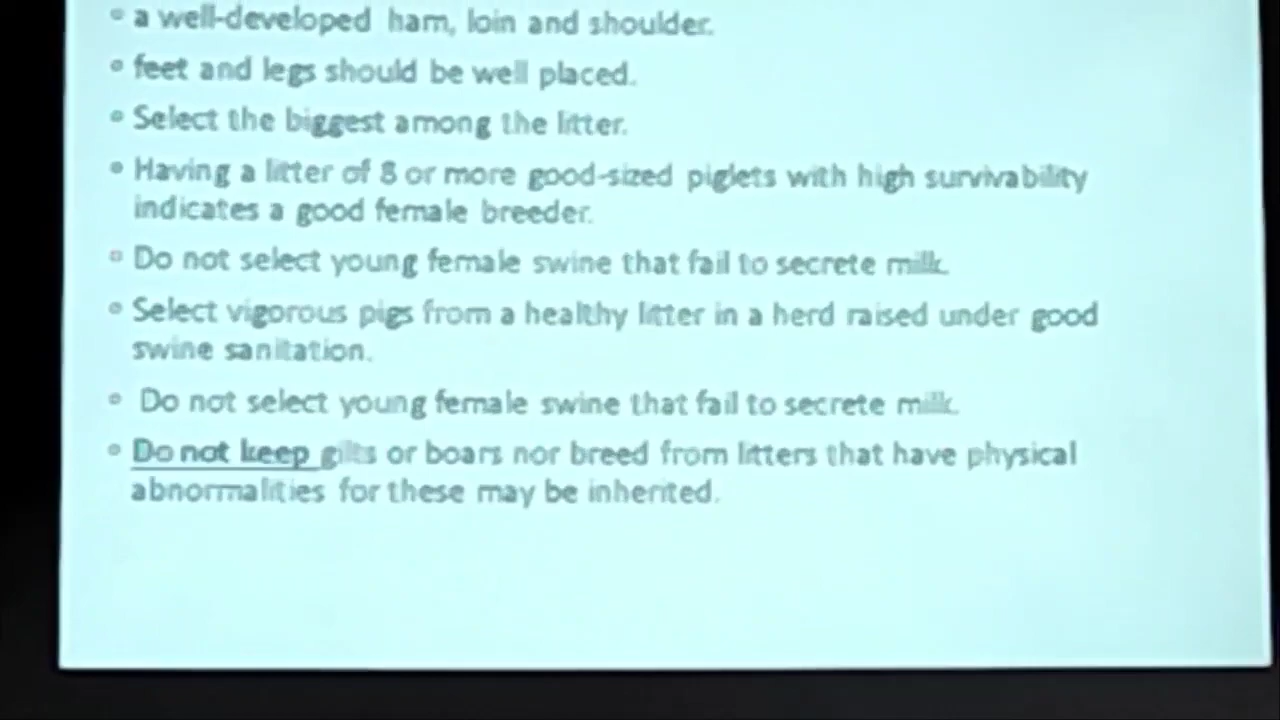 a well-developed ham, loin and shoulder.
feet and legs should be well placed.
Select the biggest among the litter.
Having a litter of 8 or more good-sized piglets with high survivability
indicates a good female breeder.
Do not select young female swine that fail to secrete milk.
Select vigorous pigs from a healthy litter in a herd raised under good
swine sanitation.
Do not select young female swine that fail to secrete milk.
Do not keep gilts or boars nor breed from litters that have physical
abnormalities for these may be inherited.